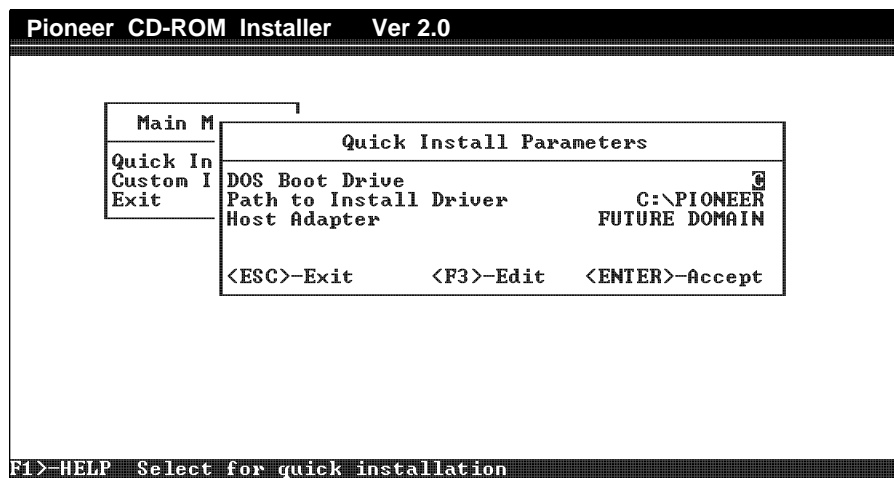 Pioneer CD-ROM Installer Ver 2.0
Main M
Quick In
Custom I
Exit
Quick Install Parameters
DOS Boot Drive C
Path to Install Driver C:\PIONEER
Host Adapter FUTURE DOMAIN
<ESC>-Exit <F3>-Edit <ENTER>-Accept
F1>-HELP Select for quick installation